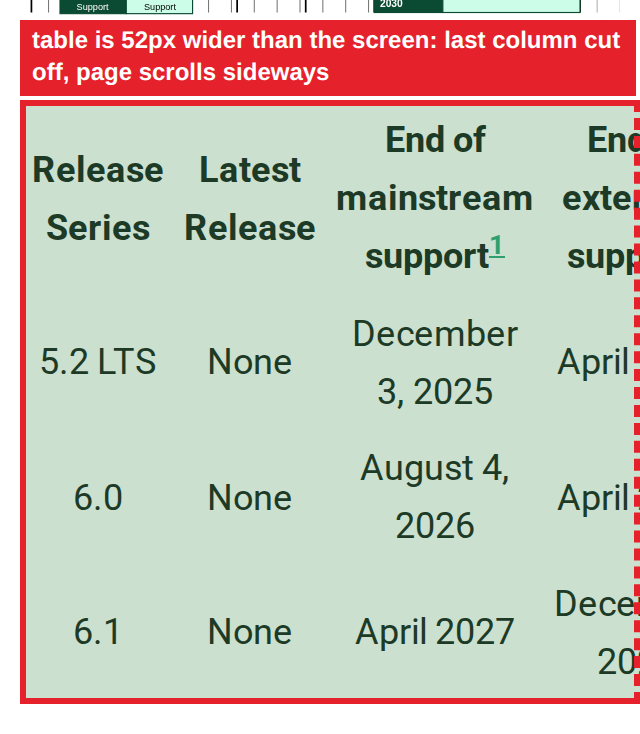 Support Support 2030
table is 52px wider than the screen: last column cut
off, page scrolls sideways
Release Series
Latest Release
End of mainstream support1
5.2 LTS None December 3, 2025 April
6.0 None August 4, 2026 April
6.1 None April 2027